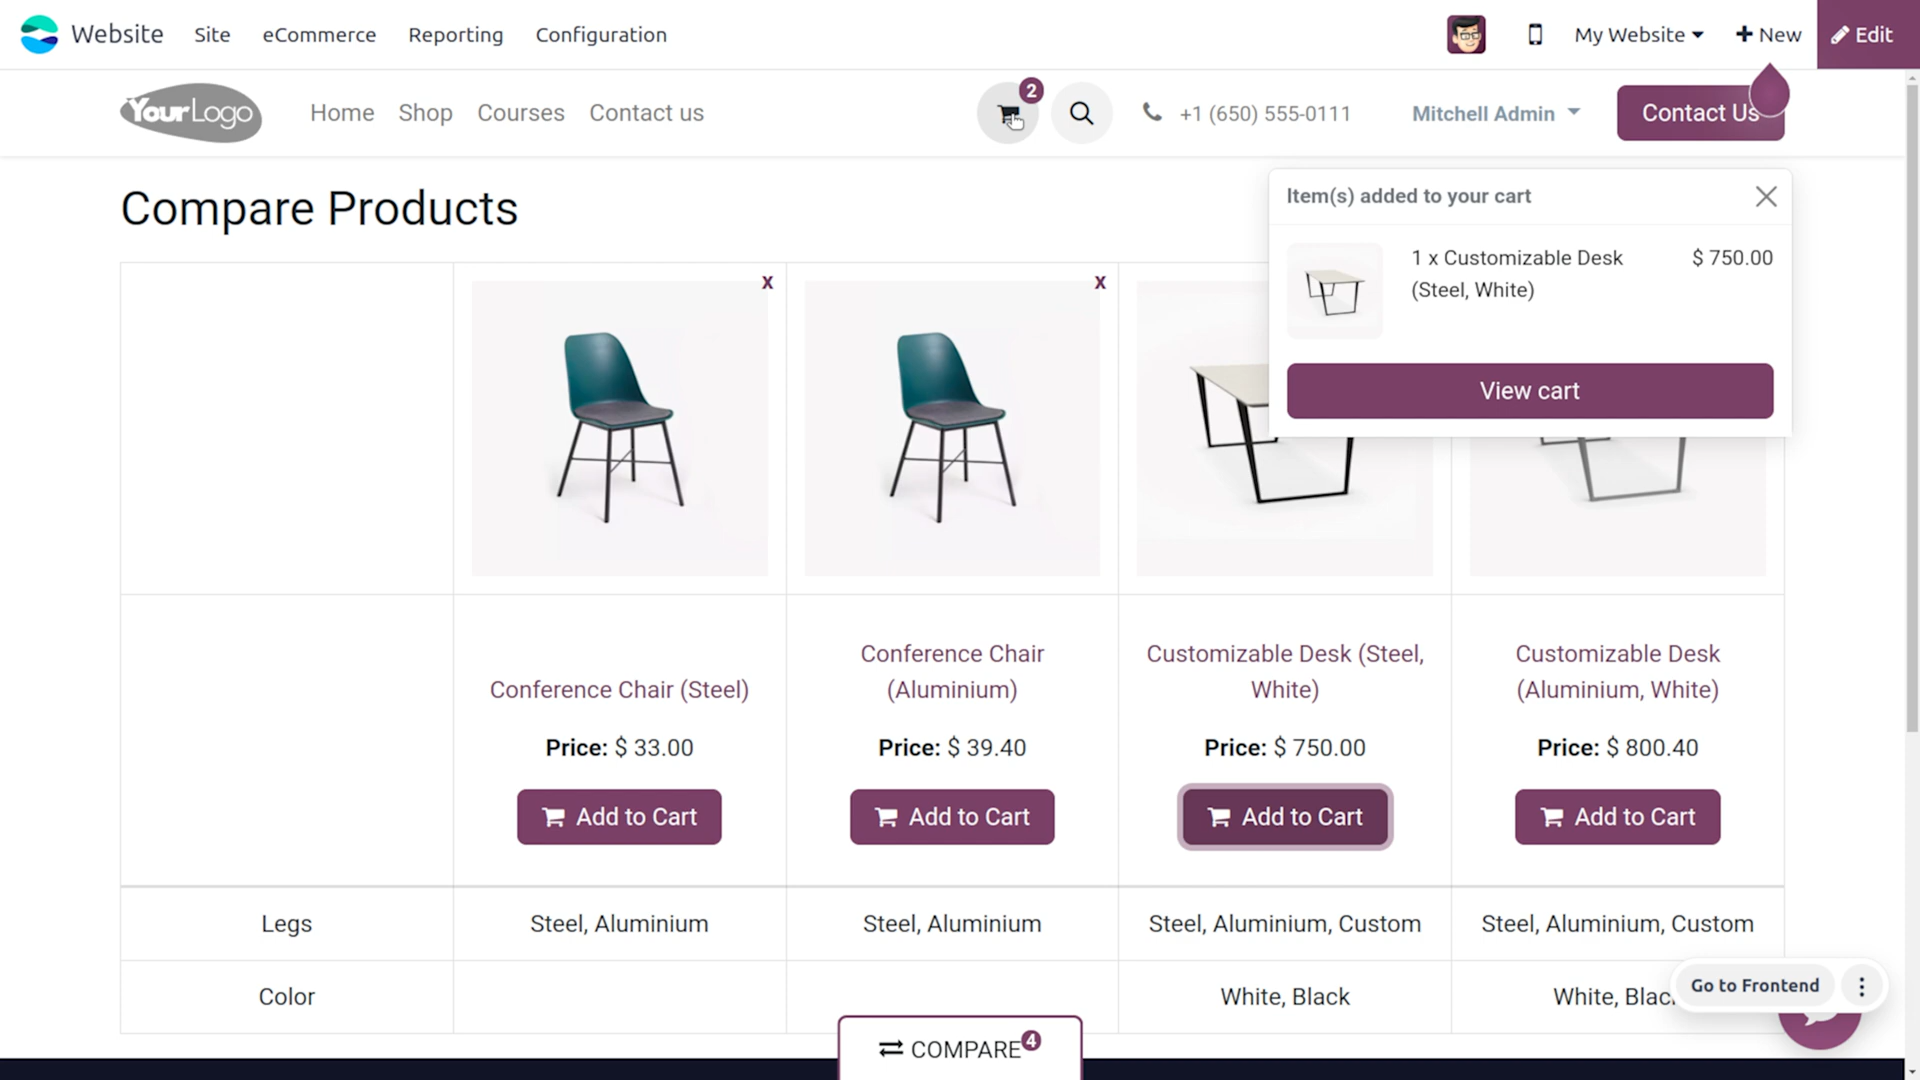 Website Site eCommerce Reporting Configuration My Website + New Edit
YourLogo Home Shop Courses Contact us 2 +1 (650) 555-0111 Mitchell Admin Contact Us
Compare Products
Item(s) added to your cart
1 x Customizable Desk $ 750.00
(Steel, White)
View cart
x x
Conference Chair (Steel)
Price: $ 33.00
Add to Cart
Conference Chair
(Aluminium)
Price: $ 39.40
Add to Cart
Customizable Desk (Steel,
White)
Price: $ 750.00
Add to Cart
Customizable Desk
(Aluminium, White)
Price: $ 800.40
Add to Cart
Legs Steel, Aluminium Steel, Aluminium Steel, Aluminium, Custom Steel, Aluminium, Custom
Color White, Black White, Blac
Go to Frontend
COMPARE 4